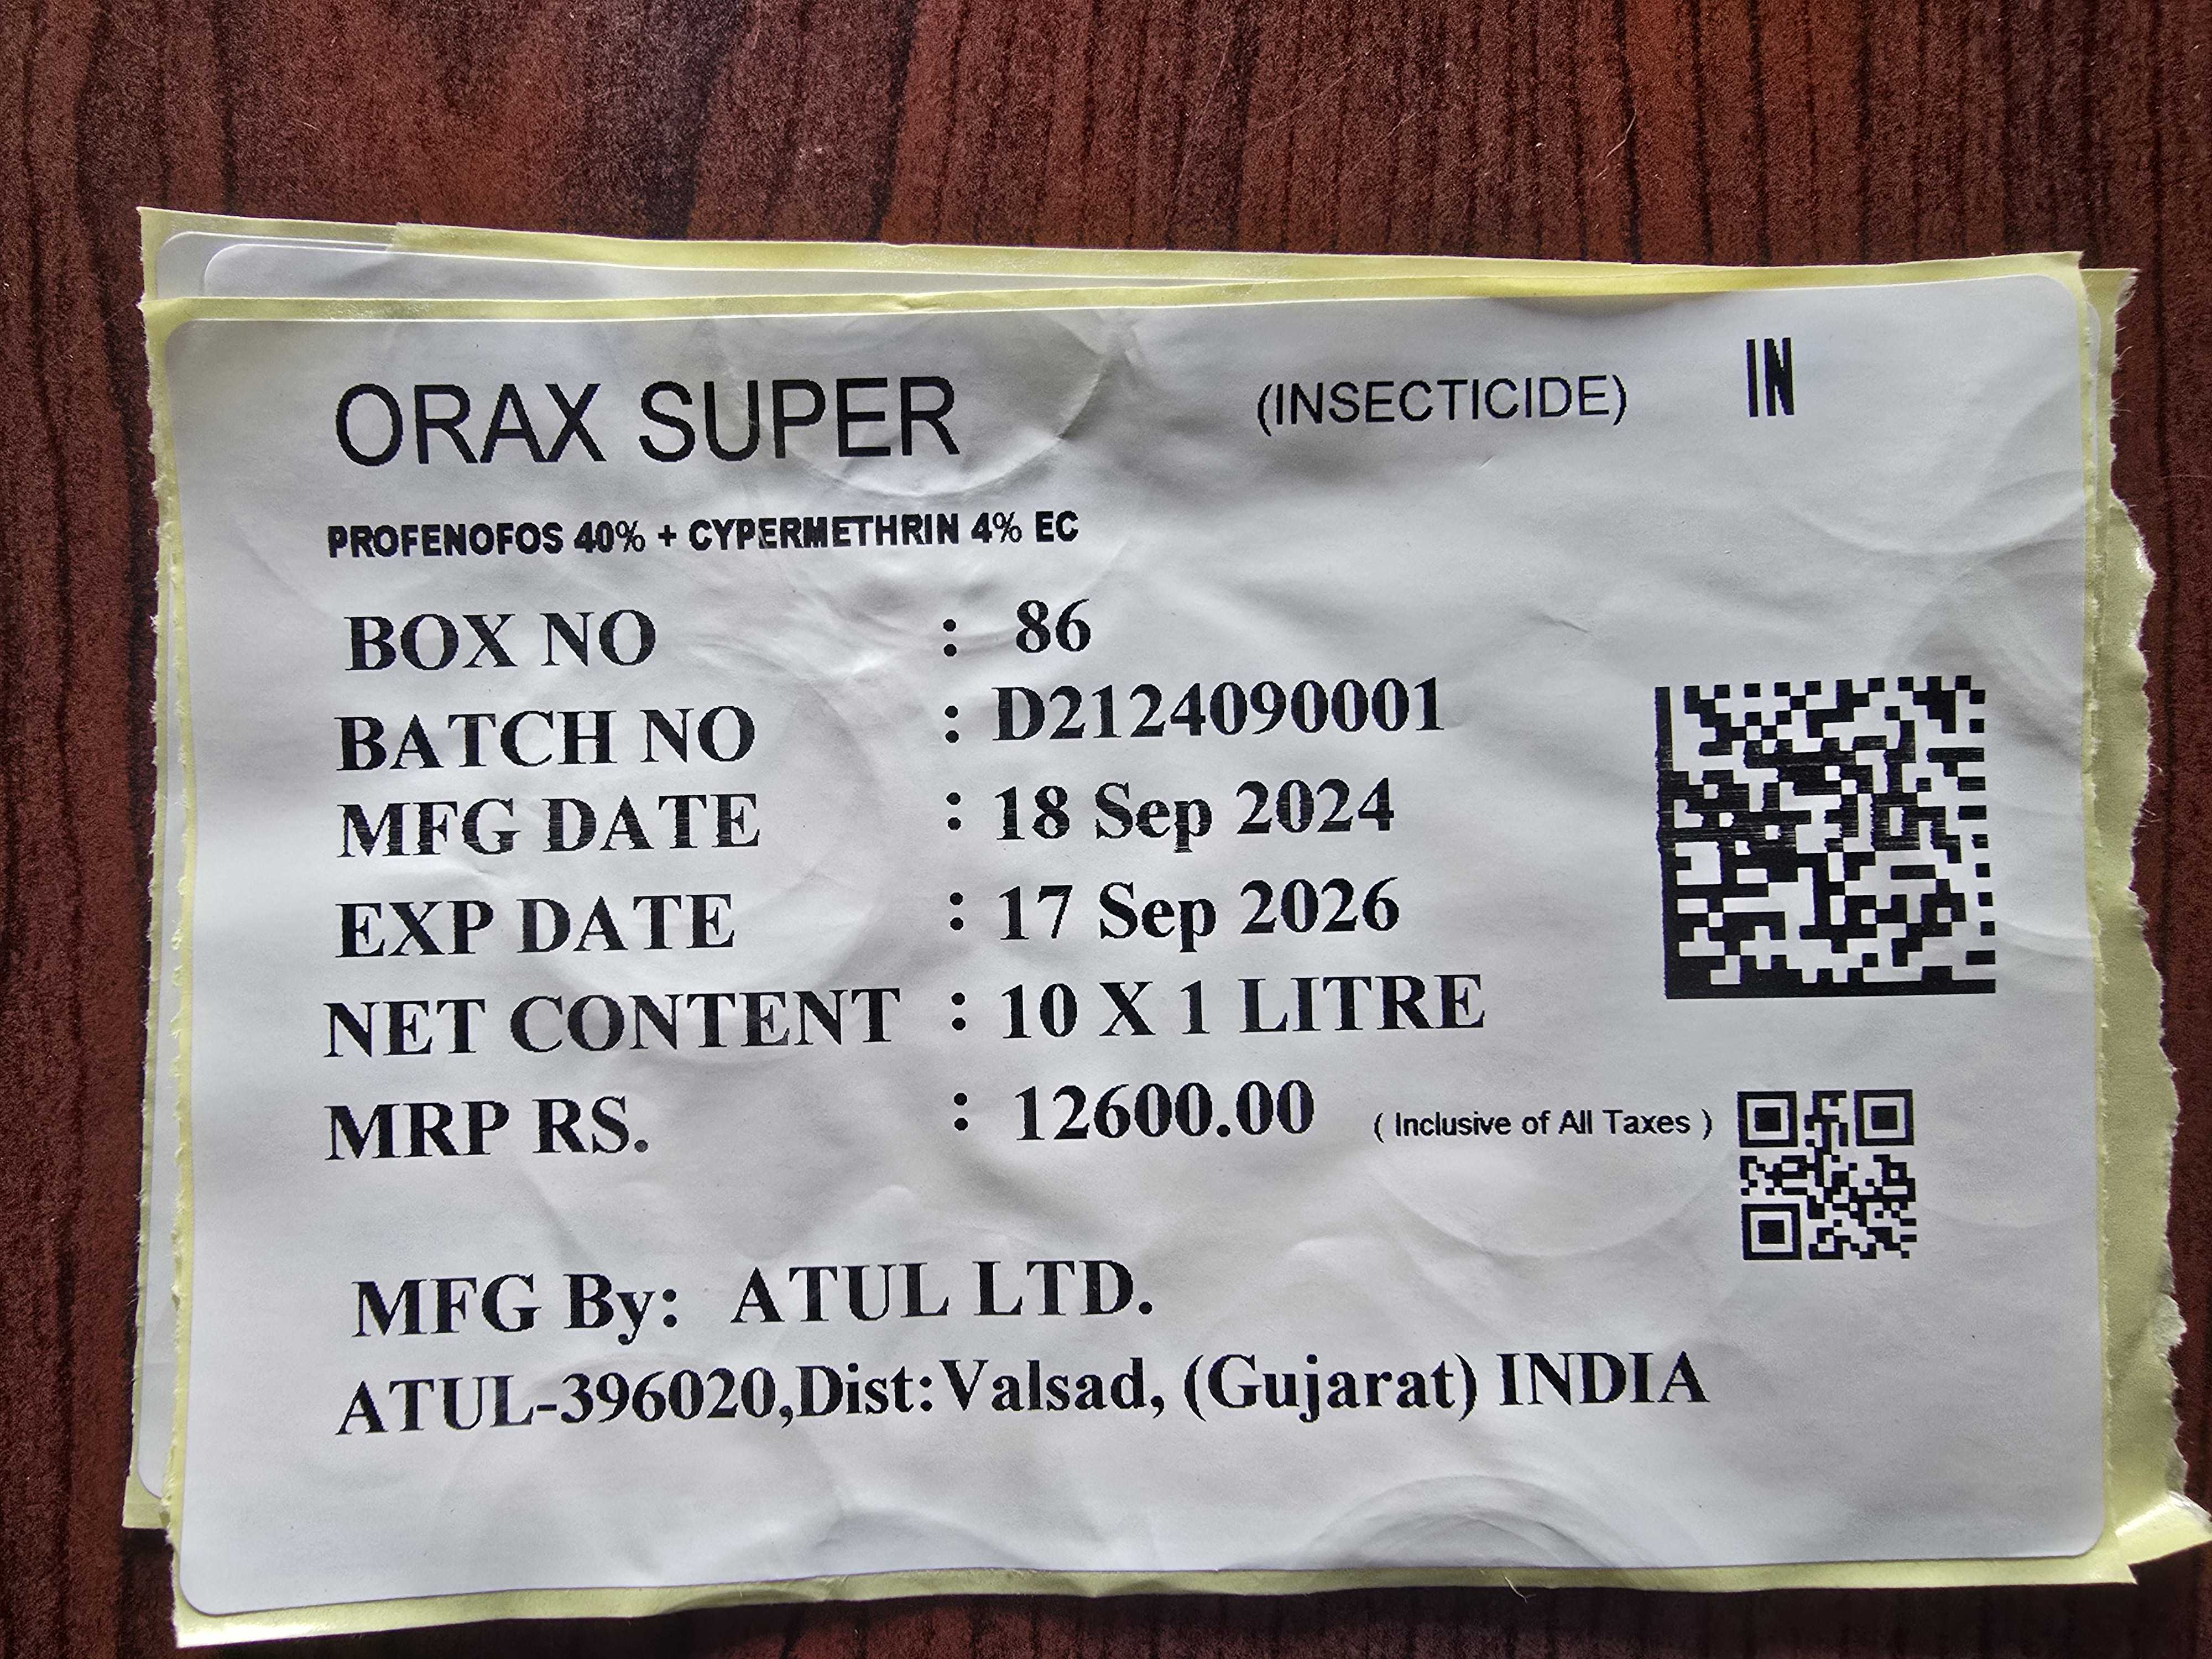 ORAX SUPER (INSECTICIDE) IN
PROFENOFOS 40% + CYPERMETHRIN 4% EC
BOX NO : 86
BATCH NO : D2124090001
MFG DATE : 18 Sep 2024
EXP DATE : 17 Sep 2026
NET CONTENT : 10 X 1 LITRE
MRP RS. : 12600.00 ( Inclusive of All Taxes )
MFG By: ATUL LTD.
ATUL-396020,Dist:Valsad, (Gujarat) INDIA